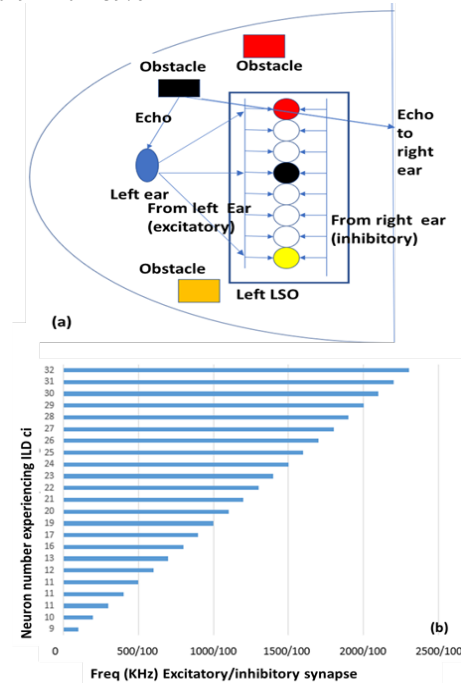 Obstacle
Obstacle
Echo
Echo
to
right
ear
Left ear
From left Ear
(excitatory)
From right ear
(inhibitory)
Obstacle
Left LSO
(a)
32
31
30
29
28
27
26
25
24
23
22
21
20
19
17
16
13
12
11
11
11
10
9
Neuron number experiencing ILD ci
(b)
0 500/100 1000/100 1500/100 2000/100 2500/100
Freq (KHz) Excitatory/inhibitory synapse